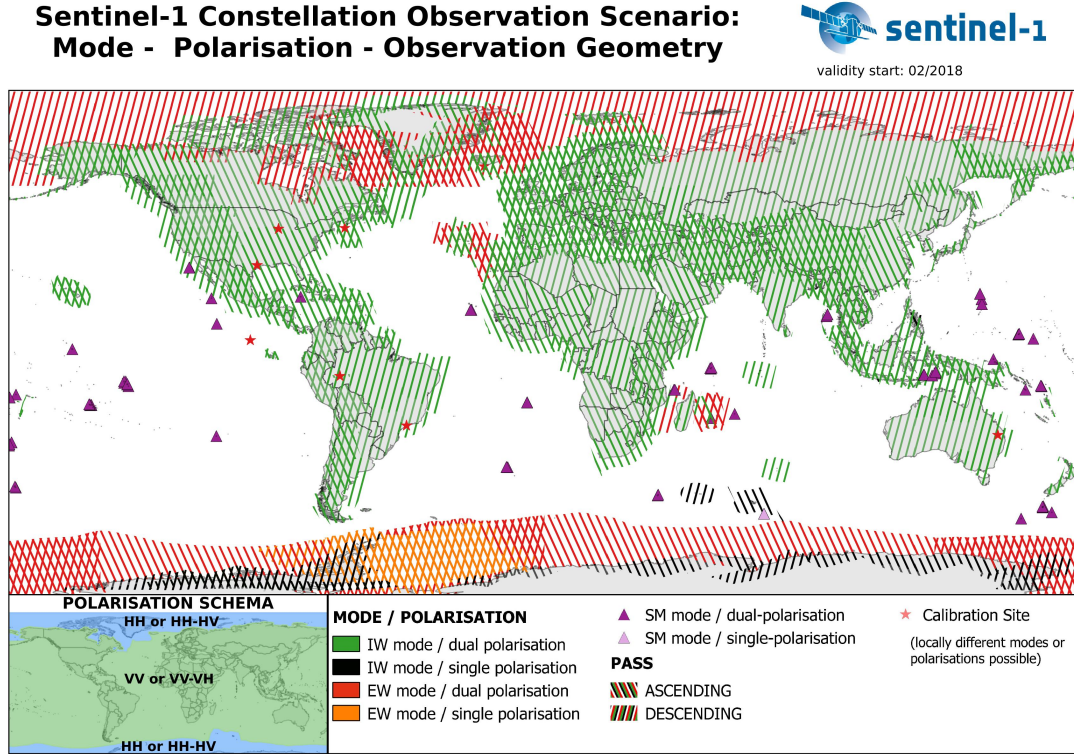 Sentinel-1 Constellation Observation Scenario:
Mode -  Polarisation - Observation Geometry
sentinel-1
validity start: 02/2018
POLARISATION SCHEMA
HH or HH-HV
VV or VV-VH
HH or HH-HV
MODE / POLARISATION
IW mode / dual polarisation
IW mode / single polarisation
EW mode / dual polarisation
EW mode / single polarisation
SM mode / dual-polarisation
SM mode / single-polarisation
PASS
ASCENDING
DESCENDING
Calibration Site
(locally different modes or
polarisations possible)